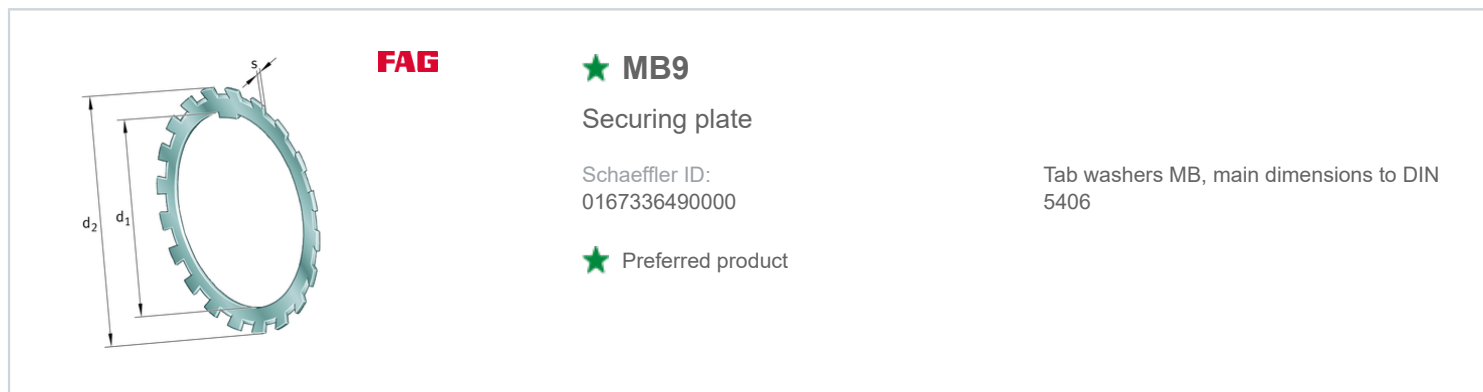 s
d2
d1
FAG
MB9
Securing plate
Schaeffler ID:
0167336490000
Tab washers MB, main dimensions to DIN
5406
Preferred product